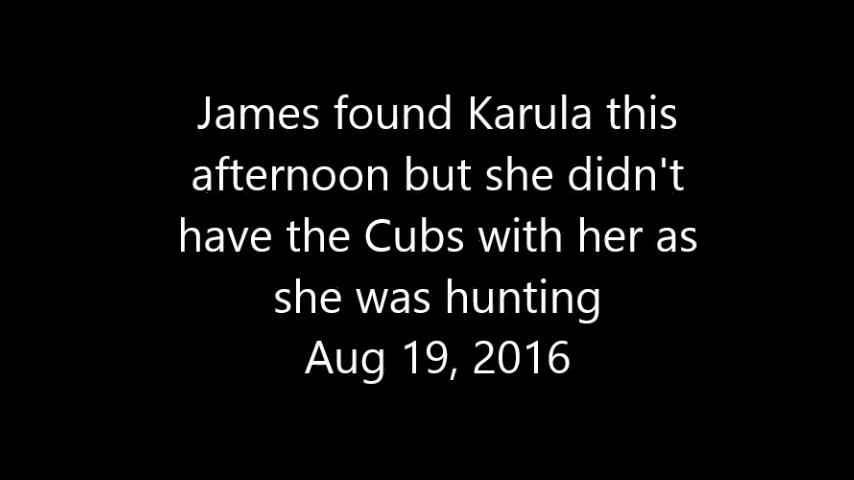 James found Karula this
afternoon but she didn't
have the Cubs with her as
she was hunting
Aug 19, 2016